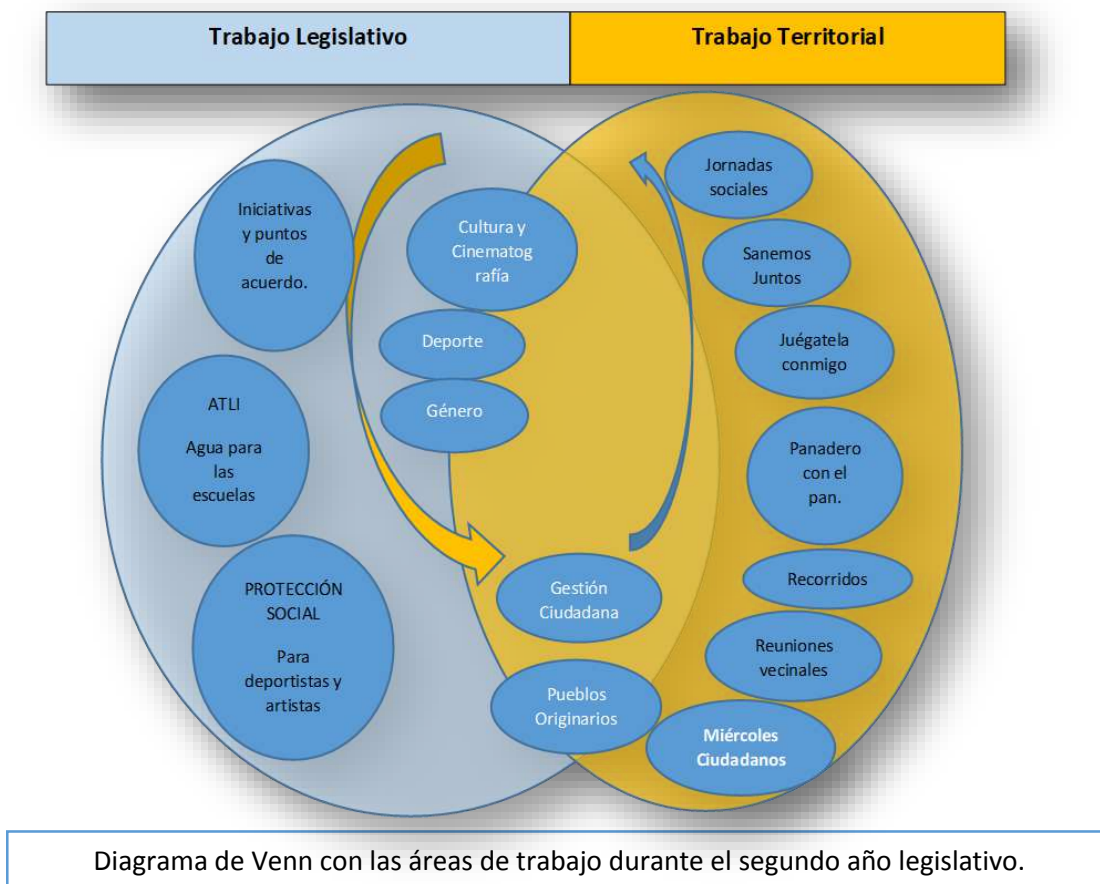 Trabajo Legislativo
Trabajo Territorial
Iniciativas
y puntos
de
acuerdo.
ATLI
Agua para
las
escuelas
PROTECCIÓN
SOCIAL
Para
deportistas y
artistas
Cultura y
Cinematog
rafía
Deporte
Género
Gestión
Ciudadana
Pueblos
Originarios
Jornadas
sociales
Sanemos
Juntos
Juégatela
conmigo
Panadero
con el
pan.
Recorridos
Reuniones
vecinales
Miércoles
Ciudadanos
Diagrama de Venn con las áreas de trabajo durante el segundo año legislativo.